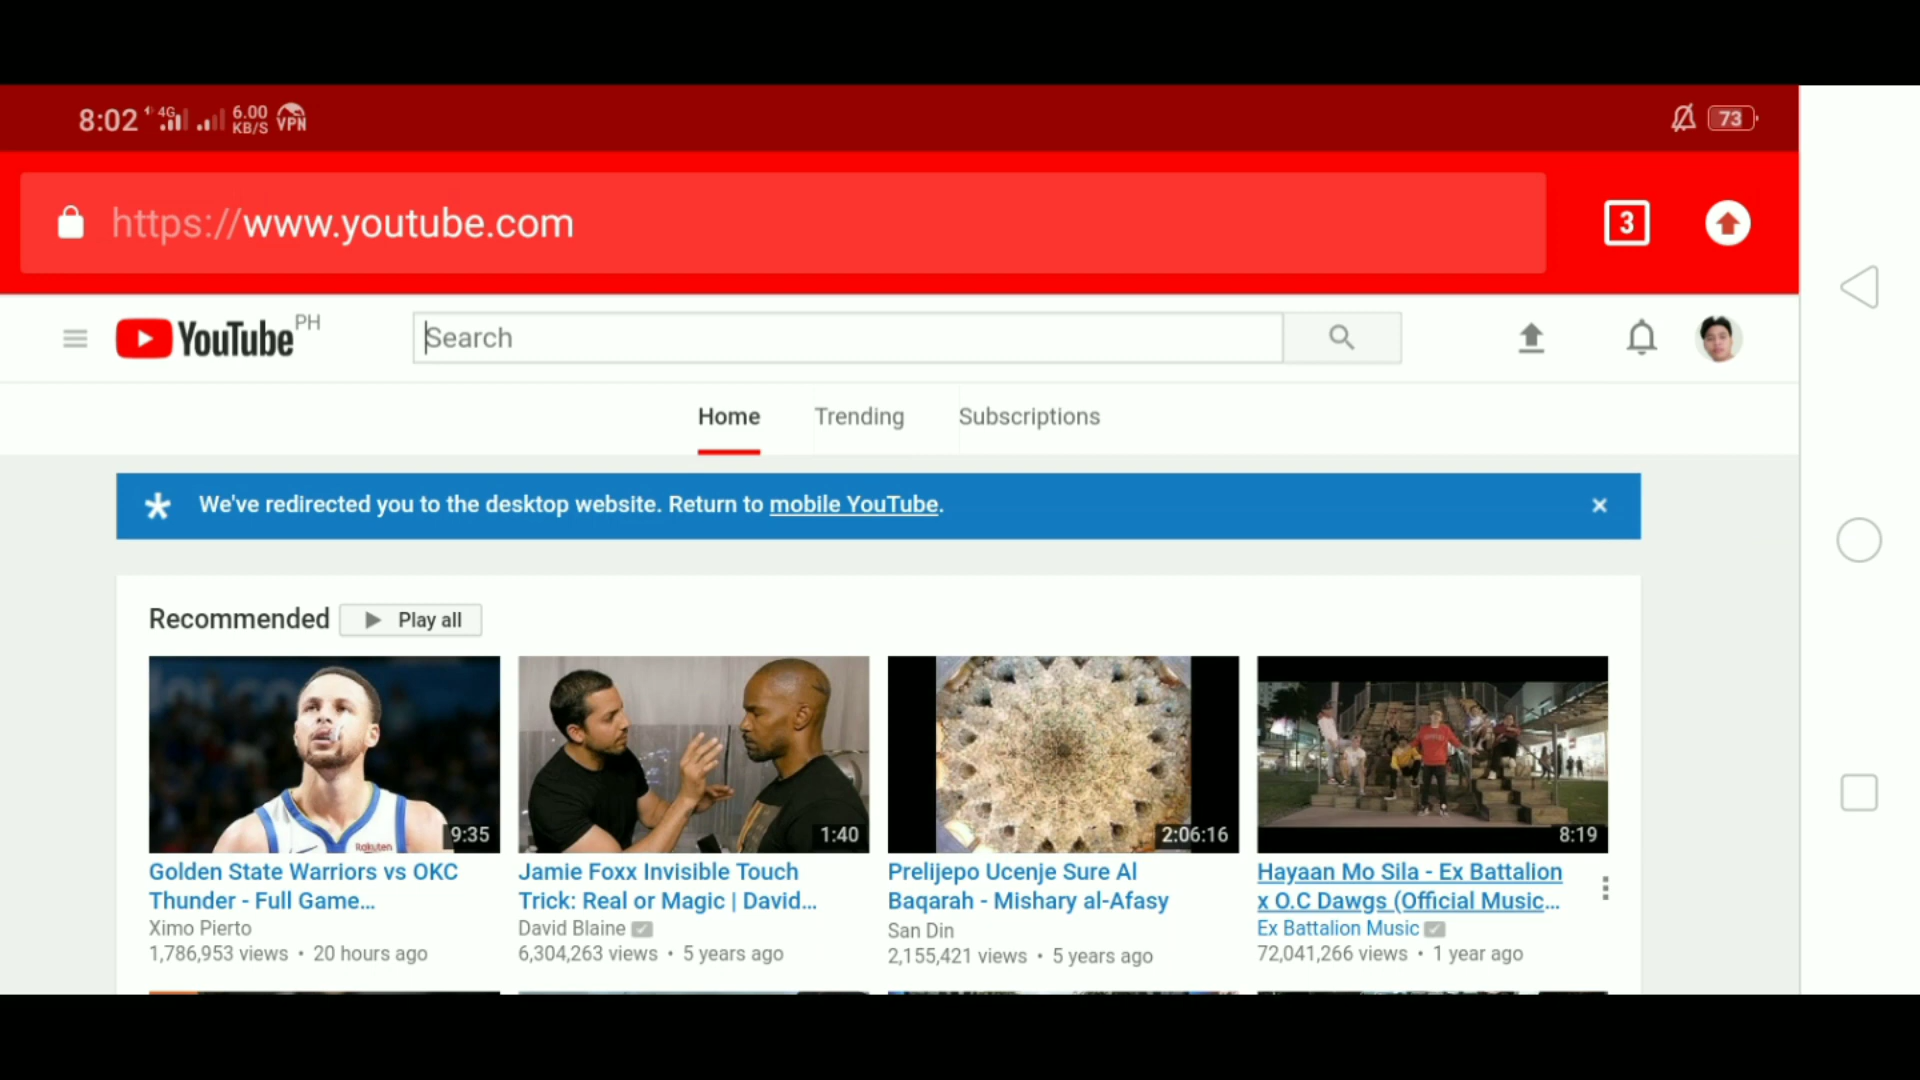 8:02 4G 6.00 KB/S VPN 73
https://www.youtube.com 3
YouTube PH Search
Home Trending Subscriptions
We've redirected you to the desktop website. Return to mobile YouTube. ×
Recommended Play all
9:35
1:40
2:06:16
8:19
Rakuten
Golden State Warriors vs OKC
Thunder - Full Game...
Ximo Pierto
1,786,953 views • 20 hours ago
Jamie Foxx Invisible Touch
Trick: Real or Magic | David...
David Blaine
6,304,263 views • 5 years ago
Prelijepo Ucenje Sure Al
Baqarah - Mishary al-Afasy
San Din
2,155,421 views • 5 years ago
Hayaan Mo Sila - Ex Battalion
x O.C Dawgs (Official Music...
Ex Battalion Music
72,041,266 views • 1 year ago